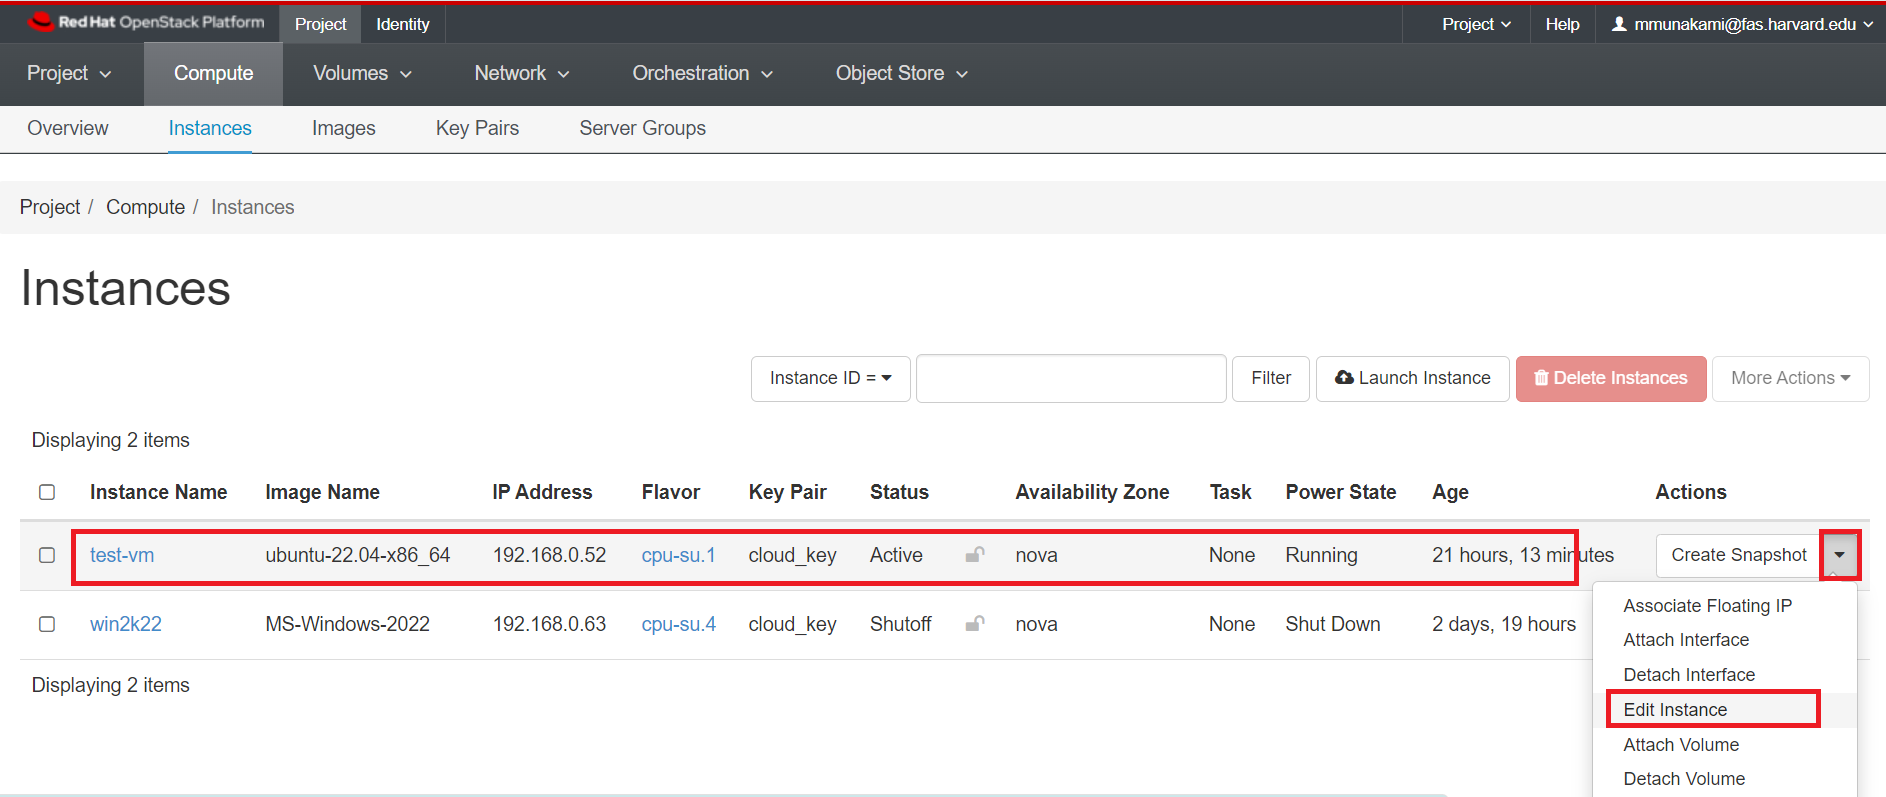 Red Hat OpenStack Platform Project Identity Project Help mmunakami@fas.harvard.edu
Project Compute Volumes Network Orchestration Object Store
Overview Instances Images Key Pairs Server Groups
Project / Compute / Instances
Instances
Instance ID = Filter Launch Instance Delete Instances More Actions
Displaying 2 items
Instance Name Image Name IP Address Flavor Key Pair Status Availability Zone Task Power State Age Actions
test-vm ubuntu-22.04-x86_64 192.168.0.52 cpu-su.1 cloud_key Active nova None Running 21 hours, 13 minutes Create Snapshot
win2k22 MS-Windows-2022 192.168.0.63 cpu-su.4 cloud_key Shutoff nova None Shut Down 2 days, 19 hours
Displaying 2 items
Associate Floating IP
Attach Interface
Detach Interface
Edit Instance
Attach Volume
Detach Volume